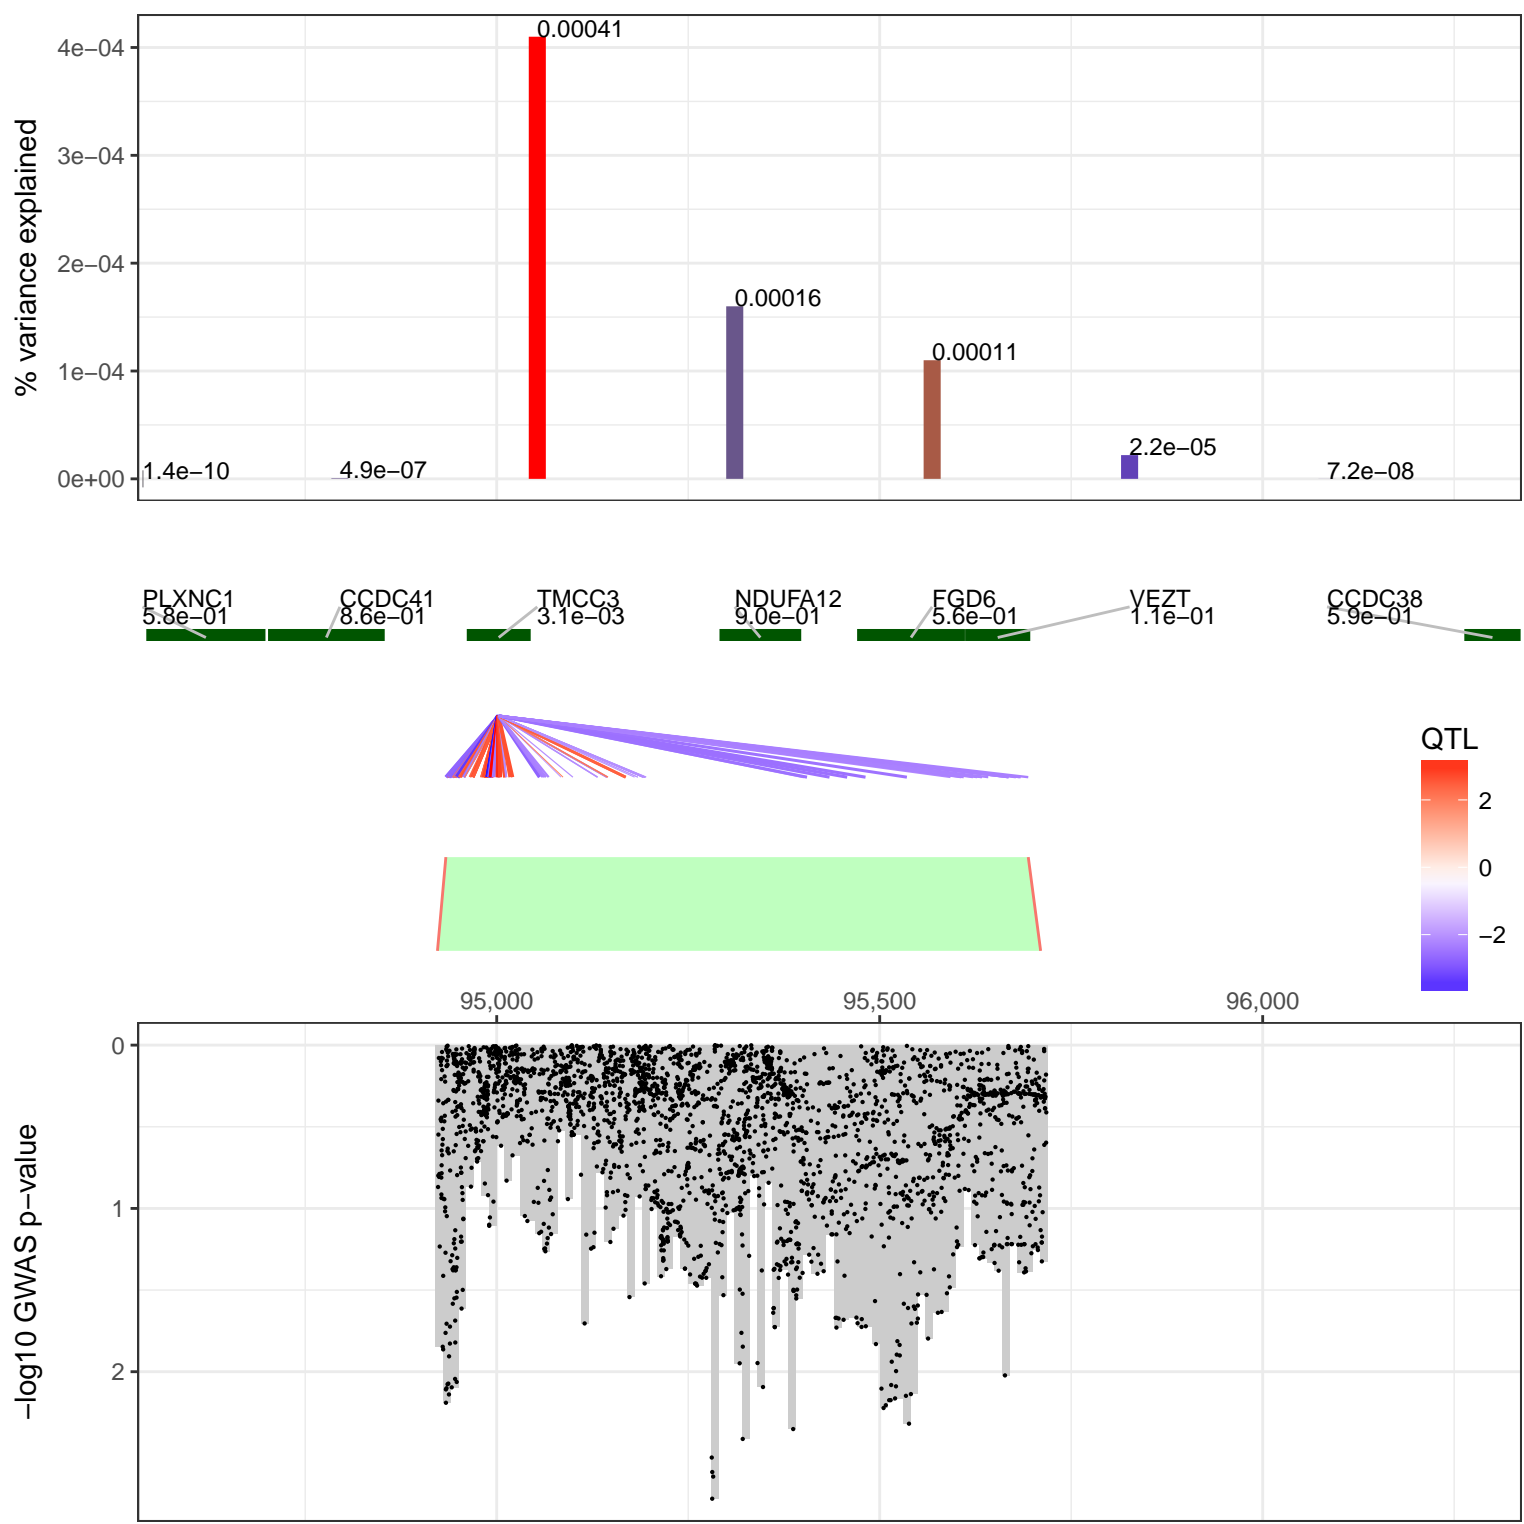 % variance explained
4e−04
3e−04
2e−04
1e−04
0e+00
0.00041
0.00016
0.00011
2.2e−05
1.4e−10
4.9e−07
7.2e−08
PLXNC1
5.8e−01
CCDC41
8.6e−01
TMCC3
3.1e−03
NDUFA12
9.0e−01
FGD6
5.6e−01
VEZT
1.1e−01
CCDC38
5.9e−01
QTL
2
0
−2
95,000
95,500
96,000
−log10 GWAS p−value
0
1
2